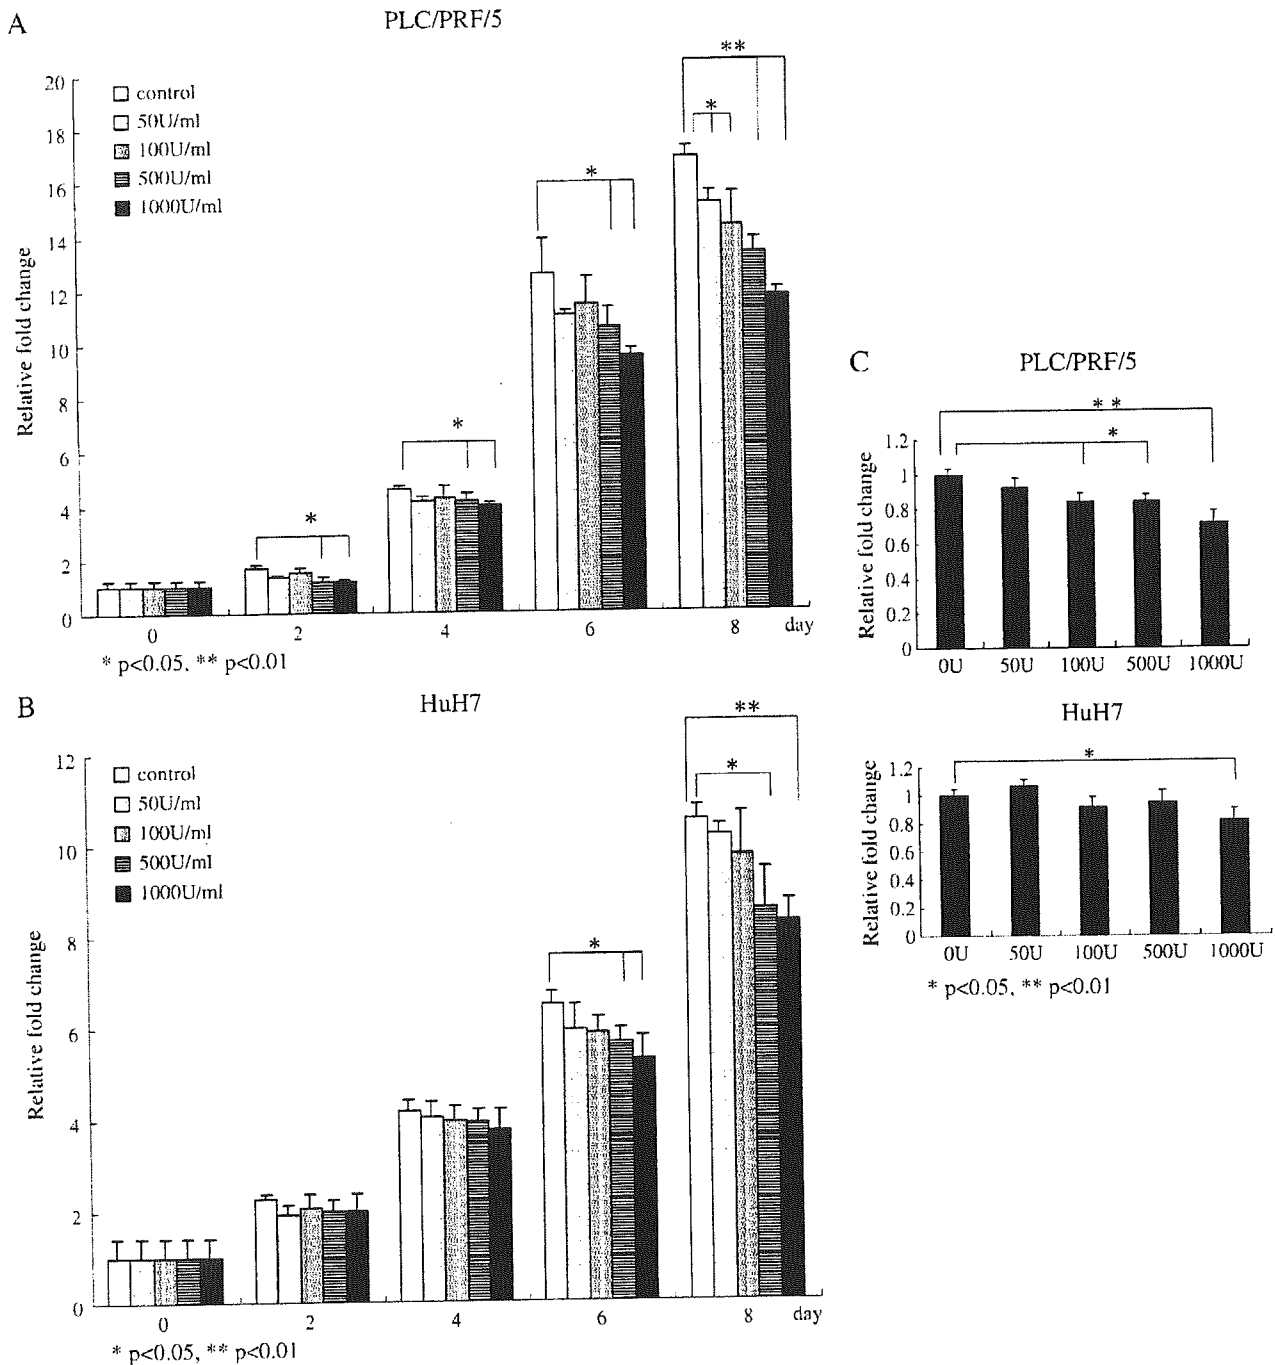 A
PLC/PRF/5
**
*
*
*
*
20
18
16
14
12
10
8
6
4
2
0
Relative fold change
control
50U/ml
100U/ml
500U/ml
1000U/ml
0 2 4 6 8 day
* p<0.05, ** p<0.01
B
HuH7
**
*
*
12
10
8
6
4
2
0
Relative fold change
control
50U/ml
100U/ml
500U/ml
1000U/ml
0 2 4 6 8 day
* p<0.05, ** p<0.01
C
PLC/PRF/5
**
*
1.2
1
0.8
0.6
0.4
0.2
0
Relative fold change
0U 50U 100U 500U 1000U
HuH7
*
1.2
1
0.8
0.6
0.4
0.2
0
Relative fold change
0U 50U 100U 500U 1000U
* p<0.05, ** p<0.01